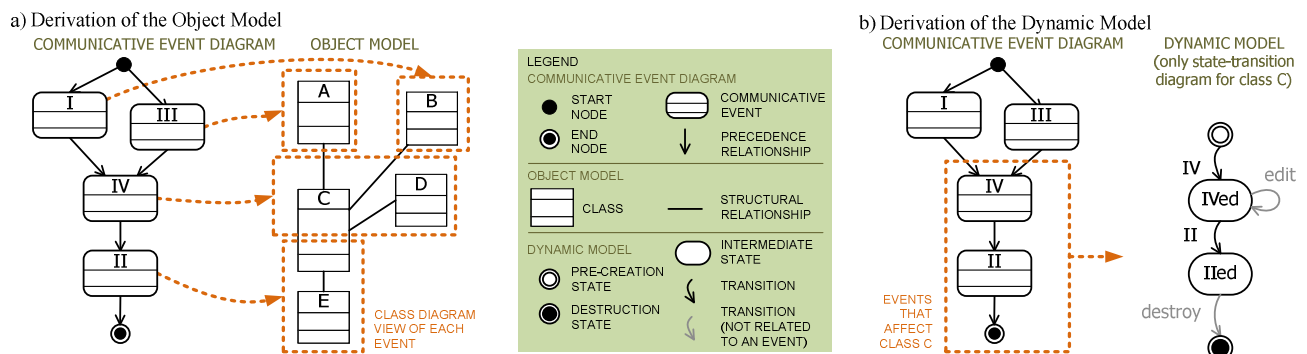 a) Derivation of the Object Model
COMMUNICATIVE EVENT DIAGRAM
OBJECT MODEL
I
III
IV
II
A
B
C
D
E
CLASS DIAGRAM
VIEW OF EACH
EVENT
LEGEND
COMMUNICATIVE EVENT DIAGRAM
START
NODE
COMMUNICATIVE
EVENT
END
NODE
PRECEDENCE
RELATIONSHIP
OBJECT MODEL
CLASS
STRUCTURAL
RELATIONSHIP
DYNAMIC MODEL
INTERMEDIATE
STATE
PRE-CREATION
STATE
TRANSITION
DESTRUCTION
STATE
TRANSITION
(NOT RELATED
TO AN EVENT)
b) Derivation of the Dynamic Model
COMMUNICATIVE EVENT DIAGRAM
DYNAMIC MODEL
(only state-transition
diagram for class C)
I
III
IV
II
EVENTS
THAT
AFFECT
CLASS C
IV
IVed
edit
II
IIed
destroy